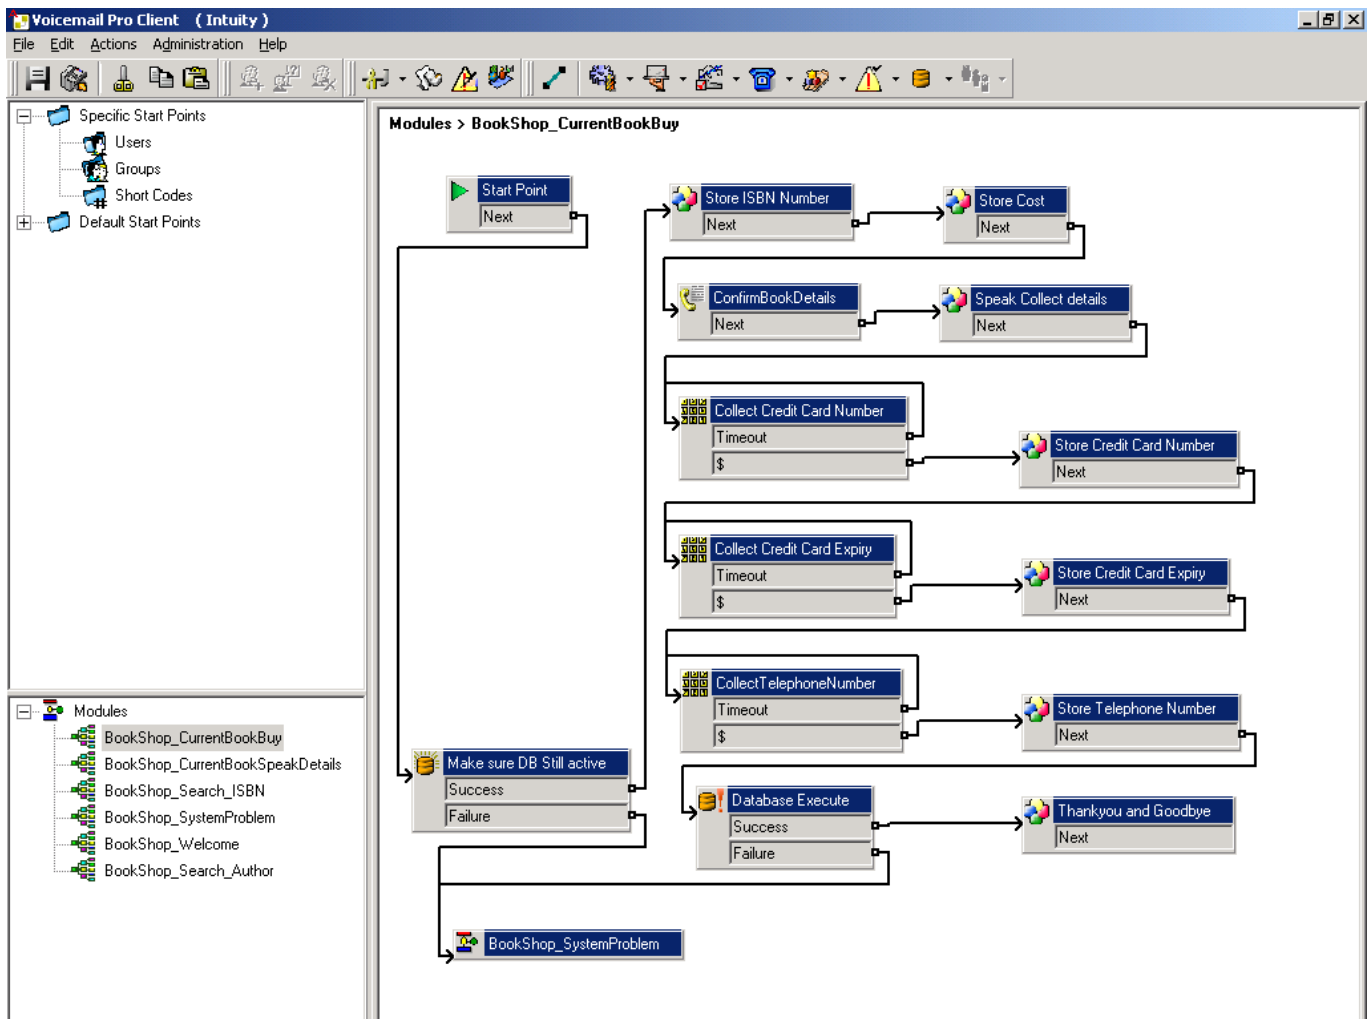 Voicemail Pro Client   ( Intuity )
File Edit Actions Administration Help
Specific Start Points
Users
Groups
Short Codes
Default Start Points
Modules
BookShop_CurrentBookBuy
BookShop_CurrentBookSpeakDetails
BookShop_Search_ISBN
BookShop_SystemProblem
BookShop_Welcome
BookShop_Search_Author
Modules > BookShop_CurrentBookBuy
Start Point
Next
Store ISBN Number
Next
Store Cost
Next
ConfirmBookDetails
Next
Speak Collect details
Next
Collect Credit Card Number
Timeout
$
Store Credit Card Number
Next
Collect Credit Card Expiry
Timeout
$
Store Credit Card Expiry
Next
CollectTelephoneNumber
Timeout
$
Store Telephone Number
Next
Make sure DB Still active
Success
Failure
Database Execute
Success
Failure
Thankyou and Goodbye
Next
BookShop_SystemProblem